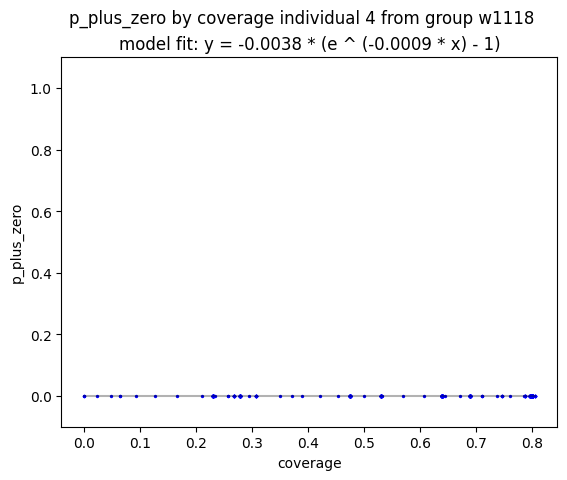 p_plus_zero by coverage individual 4 from group w1118
model fit: y = -0.0038 * (e ^ (-0.0009 * x) - 1)
1.0
0.8
0.6
0.4
0.2
0.0
p_plus_zero
0.0 0.1 0.2 0.3 0.4 0.5 0.6 0.7 0.8
coverage